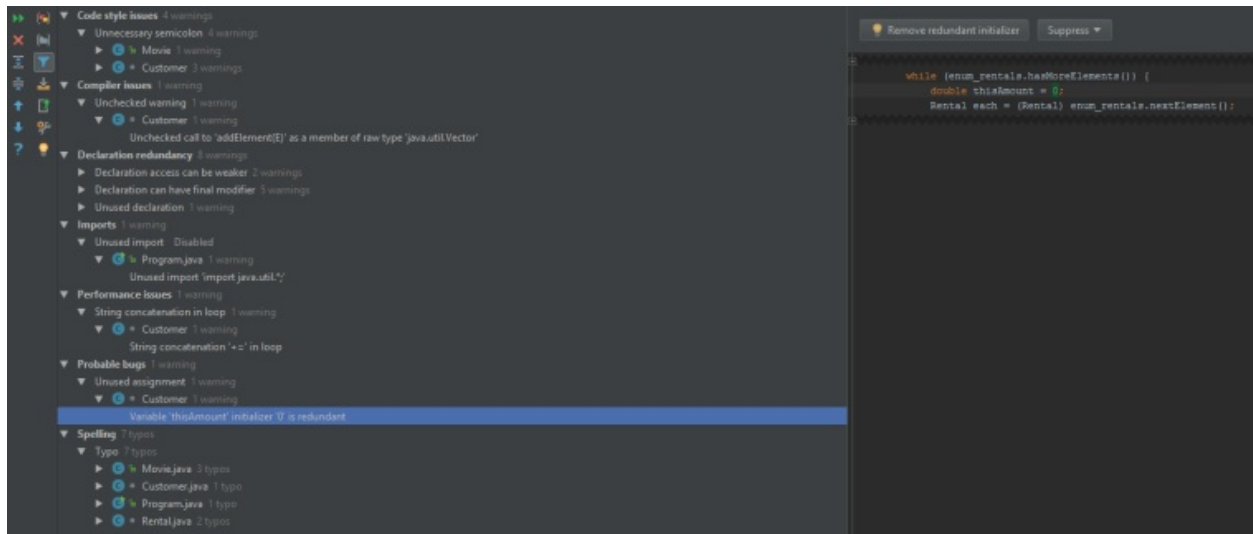 Code style issues 4 warnings
Unnecessary semicolon 4 warnings
Movie 1 warning
Customer 3 warnings
Compiler issues 1 warning
Unchecked warning 1 warning
Customer 1 warning
Unchecked call to 'addElement(E)' as a member of raw type 'java.util.Vector'
Declaration redundancy 8 warnings
Declaration access can be weaker 2 warnings
Declaration can have final modifier 5 warnings
Unused declaration 1 warning
Imports 1 warning
Unused import Disabled
Program.java 1 warning
Unused import 'import java.util.*;'
Performance issues 1 warning
String concatenation in loop 1 warning
Customer 1 warning
String concatenation '+=' in loop
Probable bugs 1 warning
Unused assignment 1 warning
Customer 1 warning
Variable 'thisAmount' initializer '0' is redundant
Spelling 7 typos
Typo 7 typos
Movie.java 3 typos
Customer.java 1 typo
Program.java 1 typo
Rental.java 2 typos
Remove redundant initializer Suppress
while (enum_rentals.hasMoreElements()) {
double thisAmount = 0;
Rental each = (Rental) enum_rentals.nextElement();